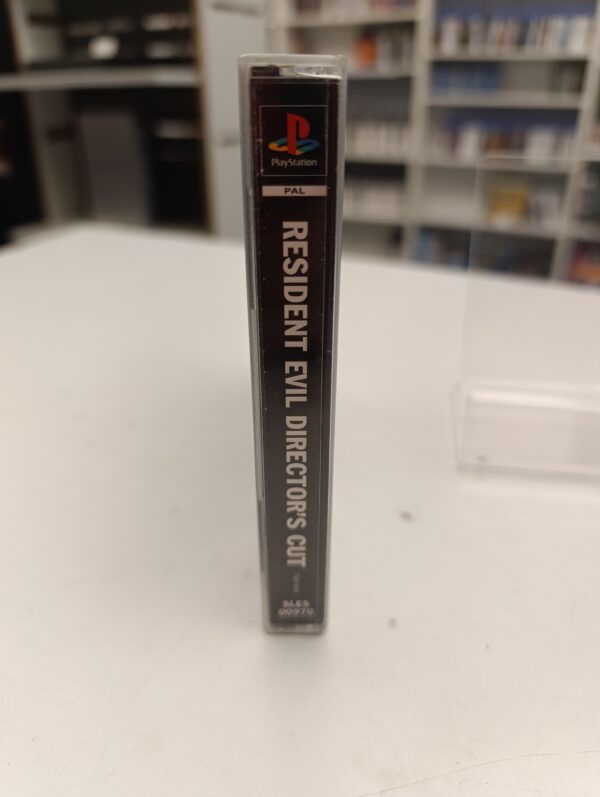 PlayStation
PAL
RESIDENT EVIL DIRECTOR'S CUT
SLES
00970